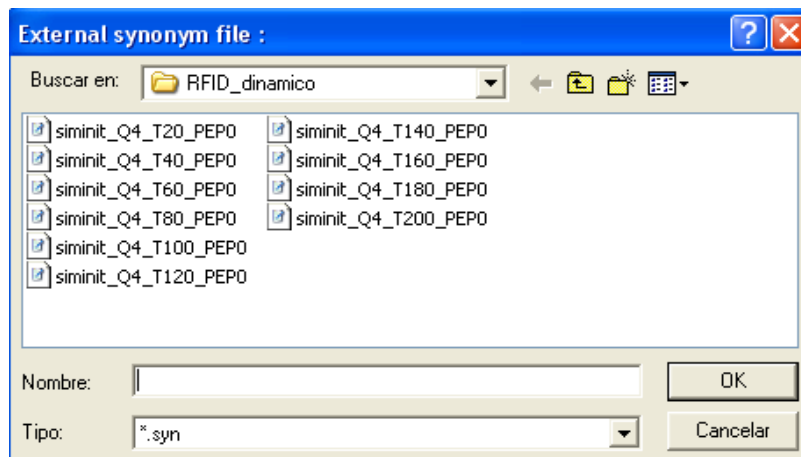 External synonym file :
Buscar en: RFID_dinamico
siminit_Q4_T20_PEP0
siminit_Q4_T40_PEP0
siminit_Q4_T60_PEP0
siminit_Q4_T80_PEP0
siminit_Q4_T100_PEP0
siminit_Q4_T120_PEP0
siminit_Q4_T140_PEP0
siminit_Q4_T160_PEP0
siminit_Q4_T180_PEP0
siminit_Q4_T200_PEP0
Nombre: OK
Tipo: *.syn Cancelar